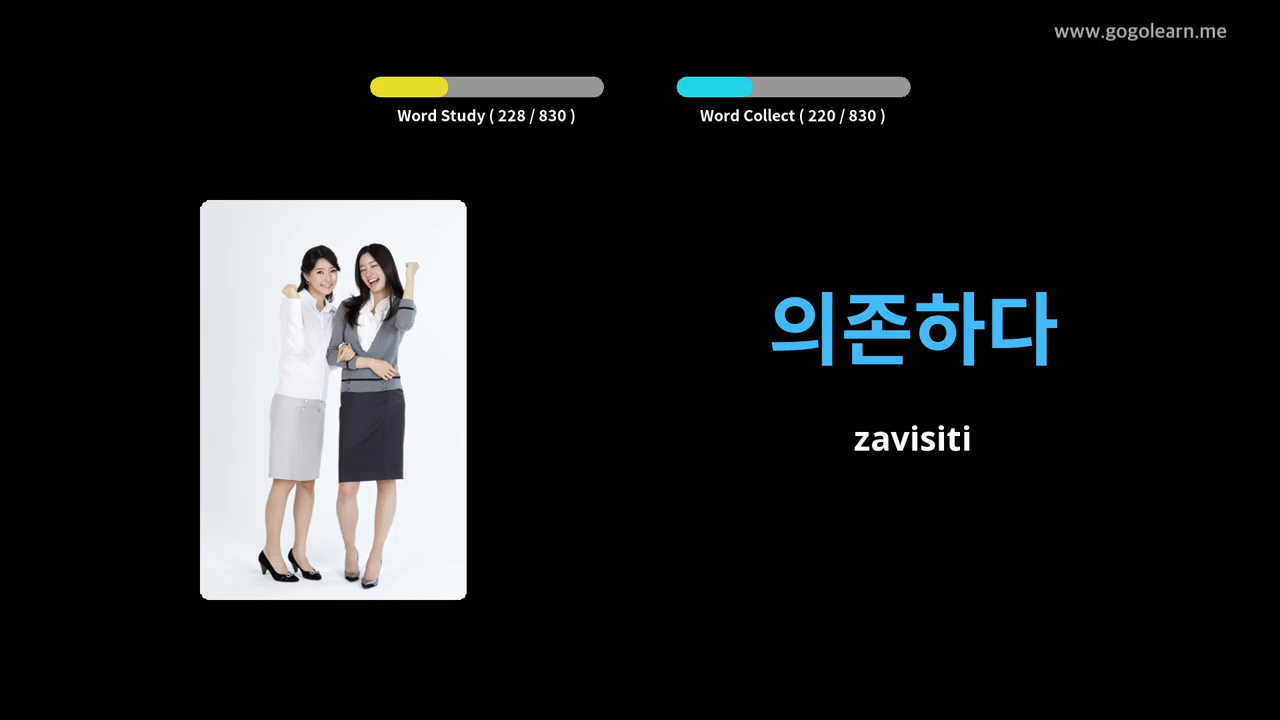 www.gogolearn.me
Word Study ( 228 / 830 )
Word Collect ( 220 / 830 )
의존하다
zavisiti